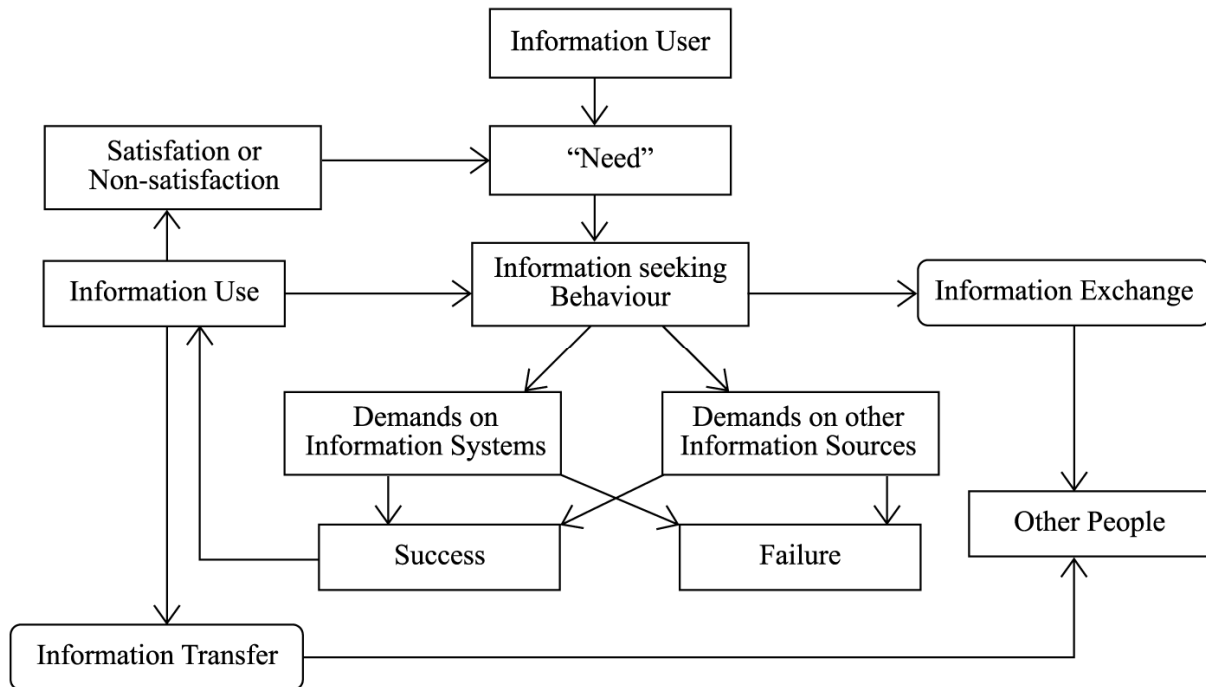 Information User
Satisfation or
Non-satisfaction
“Need”
Information Use
Information seeking
Behaviour
Information Exchange
Demands on
Information Systems
Demands on other
Information Sources
Success
Failure
Other People
Information Transfer